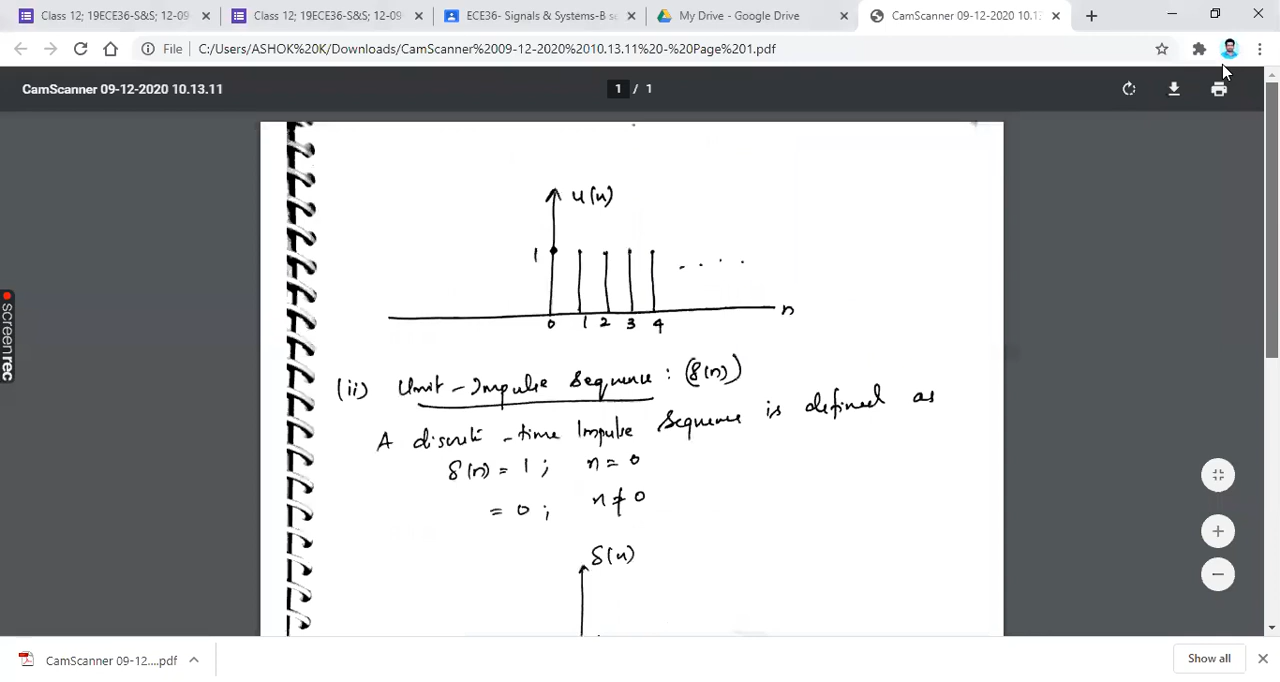 Class 12; 19ECE36-S&S; 12-09
Class 12; 19ECE36-S&S; 12-09
ECE36- Signals & Systems-B se
My Drive - Google Drive
CamScanner 09-12-2020 10.13
File
C:/Users/ASHOK%20K/Downloads/CamScanner%2009-12-2020%2010.13.11%20-%20Page%201.pdf
CamScanner 09-12-2020 10.13.11
1 / 1
u(n)
1
0 1 2 3 4
n
screenrec
(ii) Unit-Impulse Sequence: (δ(n))
A discrete-time Impulse Sequence is defined as
δ(n) = 1; n = 0
= 0; n ≠ 0
δ(n)
CamScanner 09-12....pdf
Show all